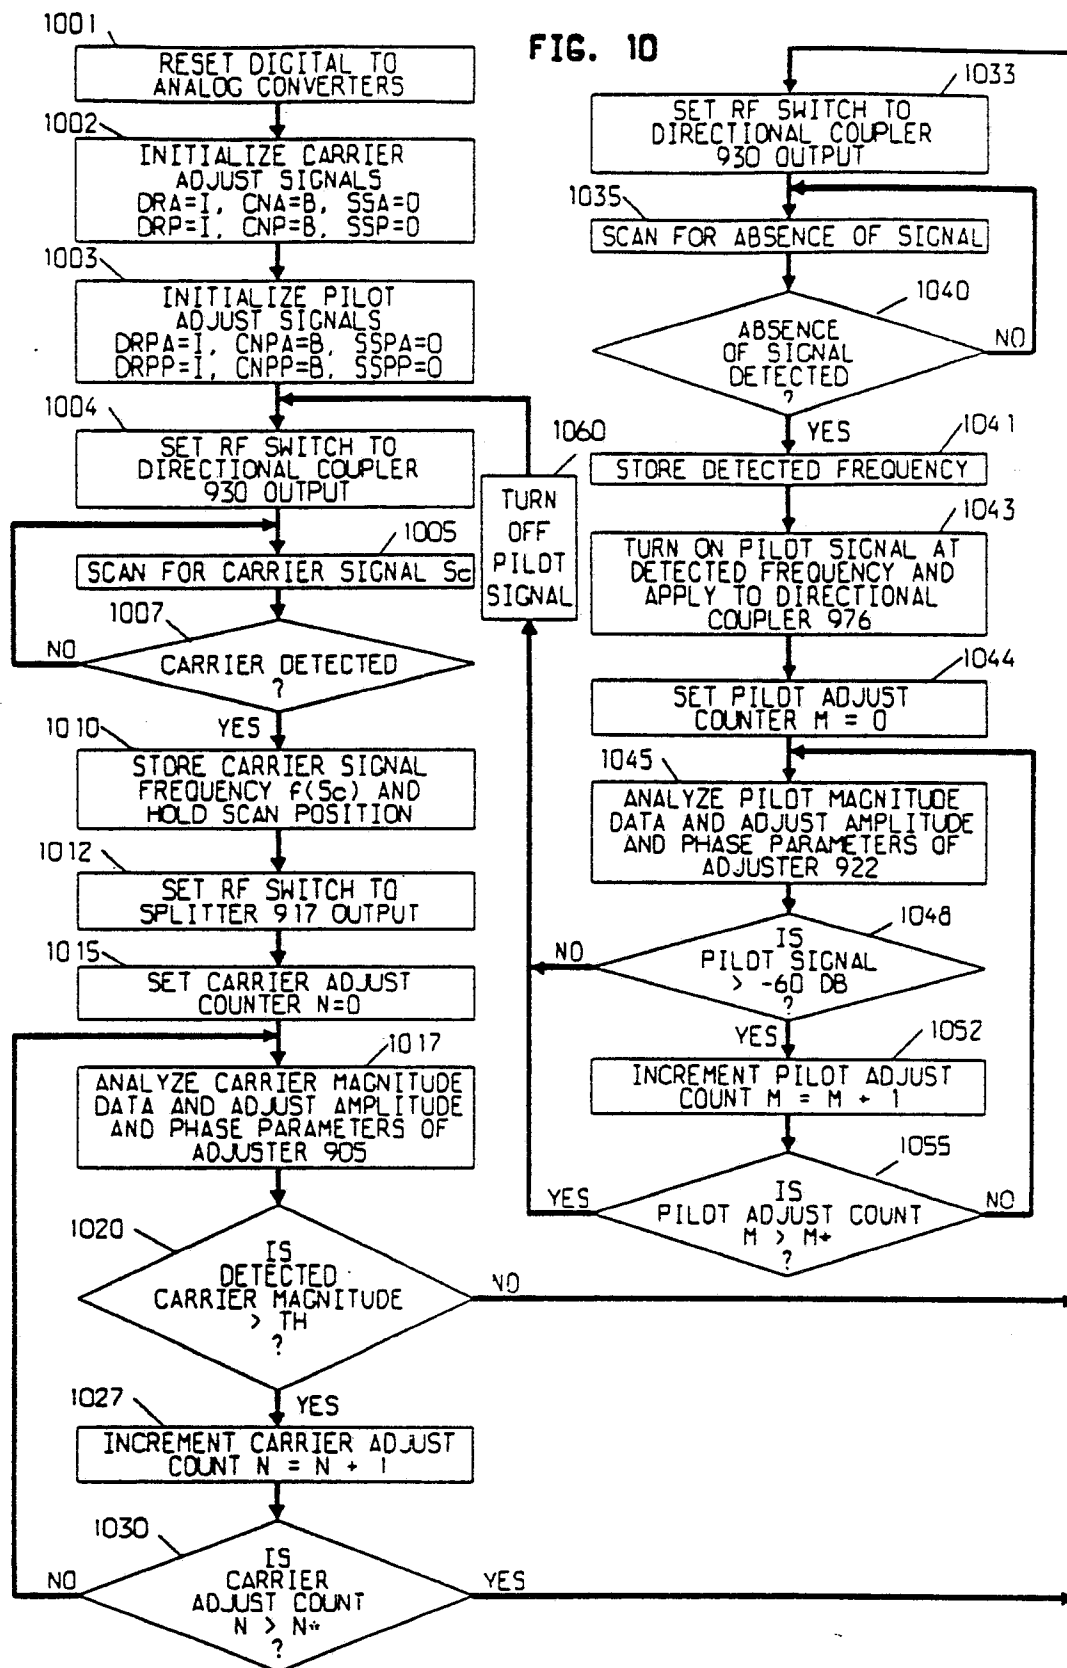 FIG. 10
1001
RESET DIGITAL TO
ANALOG CONVERTERS
1002
INITIALIZE CARRIER
ADJUST SIGNALS
DRA=I, CNA=B, SSA=0
DRP=I, CNP=B, SSP=0
1003
INITIALIZE PILOT
ADJUST SIGNALS
DRPA=I, CNPA=B, SSPA=0
DRPP=I, CNPP=B, SSPP=0
1004
SET RF SWITCH TO
DIRECTIONAL COUPLER
930 OUTPUT
1005
SCAN FOR CARRIER SIGNAL Sc
1007
NO
CARRIER DETECTED
?
YES
1010
STORE CARRIER SIGNAL
FREQUENCY f(Sc) AND
HOLD SCAN POSITION
1012
SET RF SWITCH TO
SPLITTER 917 OUTPUT
1015
SET CARRIER ADJUST
COUNTER N=0
1017
ANALYZE CARRIER MAGNITUDE
DATA AND ADJUST AMPLITUDE
AND PHASE PARAMETERS OF
ADJUSTER 905
1020
IS
DETECTED
CARRIER MAGNITUDE
> TH
?
NO
YES
1027
INCREMENT CARRIER ADJUST
COUNT N = N + 1
1030
IS
CARRIER
ADJUST COUNT
N > N*
?
NO
YES
1033
SET RF SWITCH TO
DIRECTIONAL COUPLER
930 OUTPUT
1035
SCAN FOR ABSENCE OF SIGNAL
1040
ABSENCE
OF SIGNAL
DETECTED
?
NO
YES
1041
STORE DETECTED FREQUENCY
1043
TURN ON PILOT SIGNAL AT
DETECTED FREQUENCY AND
APPLY TO DIRECTIONAL
COUPLER 976
1044
SET PILOT ADJUST
COUNTER M = 0
1045
ANALYZE PILOT MAGNITUDE
DATA AND ADJUST AMPLITUDE
AND PHASE PARAMETERS OF
ADJUSTER 922
1048
IS
PILOT SIGNAL
> -60 DB
?
NO
YES
1052
INCREMENT PILOT ADJUST
COUNT M = M + 1
1055
IS
PILOT ADJUST COUNT
M > M*
?
YES
NO
1060
TURN
OFF
PILOT
SIGNAL